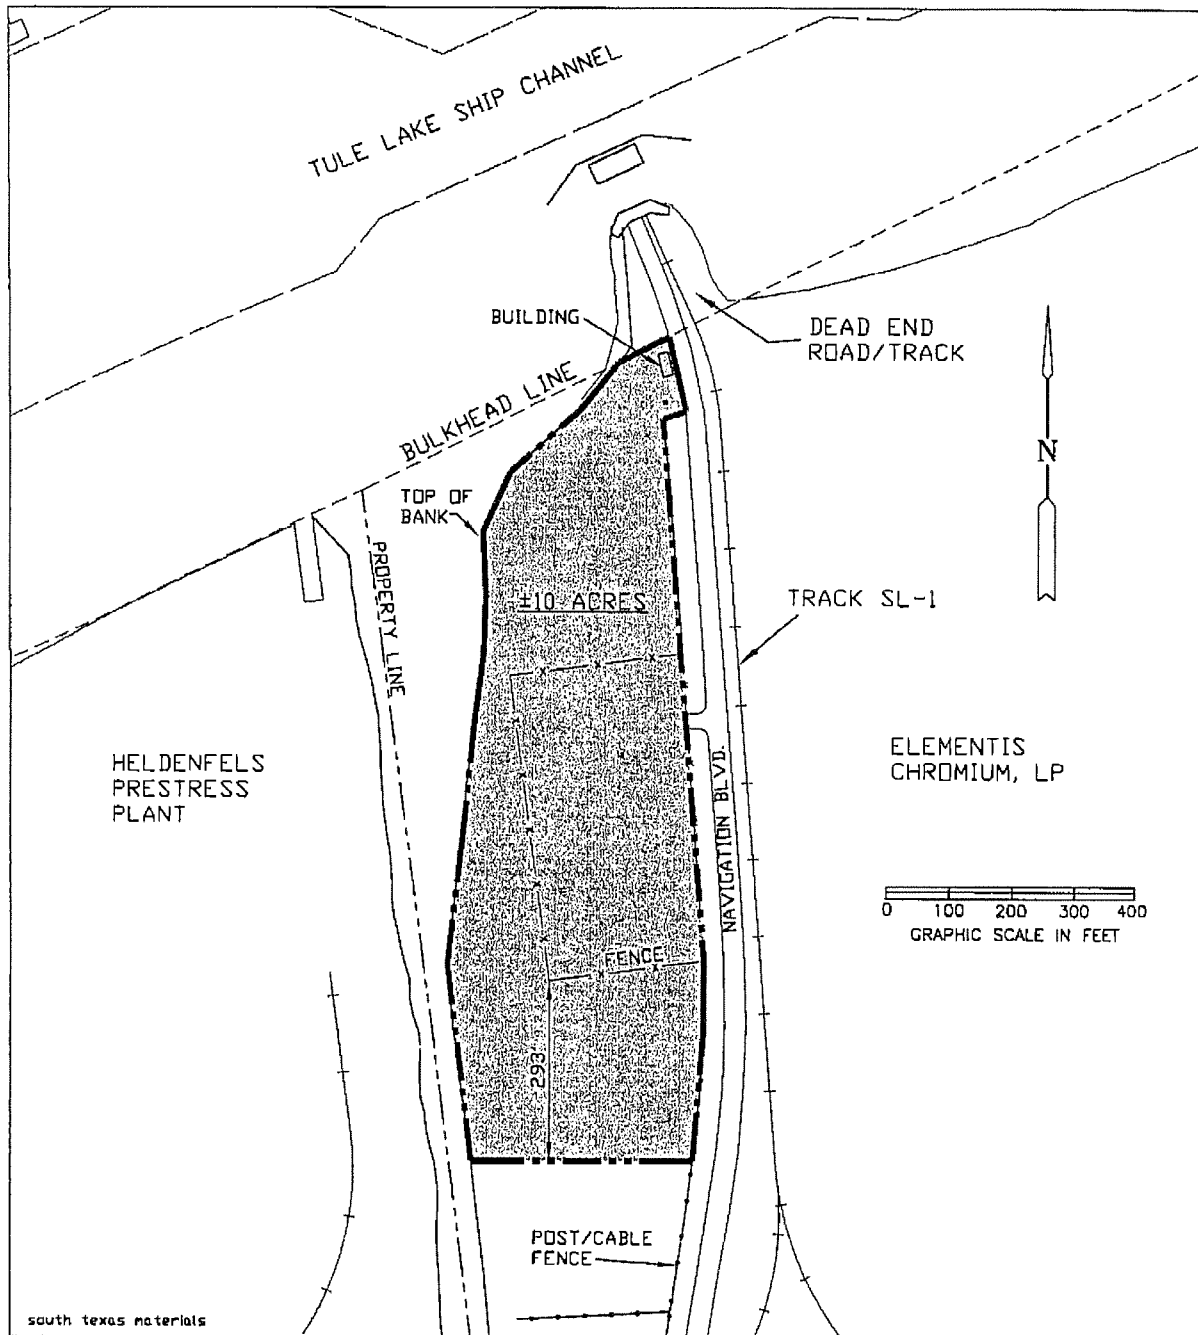 TULE LAKE SHIP CHANNEL
BUILDING
DEAD END
ROAD/TRACK
BULKHEAD LINE
N
TOP OF
BANK
PROPERTY LINE
±10 ACRES
TRACK SL-1
HELDENFELS
PRESTRESS
PLANT
ELEMENTIS
CHROMIUM, LP
NAVIGATION BLVD.
0 100 200 300 400
GRAPHIC SCALE IN FEET
FENCE
293'
POST/CABLE
FENCE
south texas materials